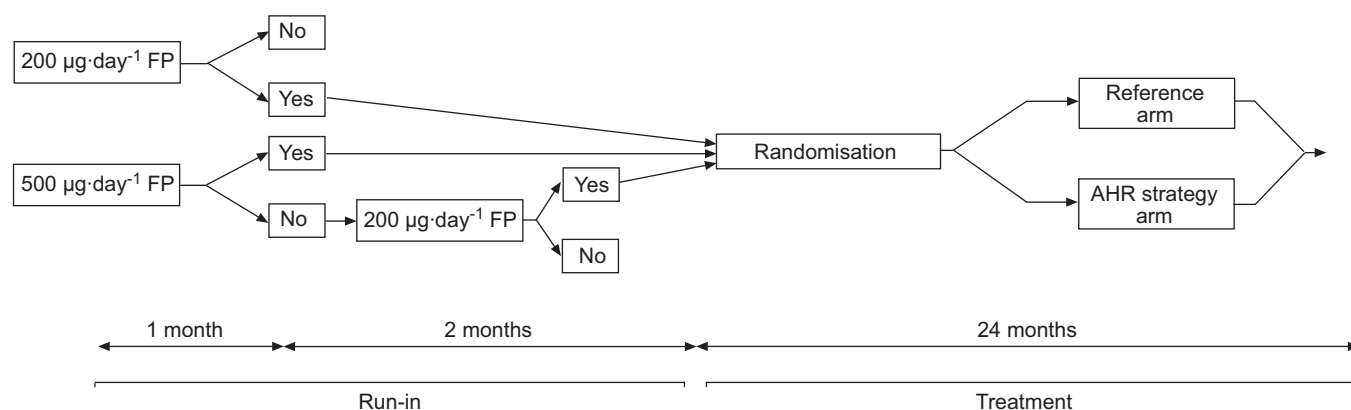 No
200 µg·day⁻¹ FP
Yes
Reference
arm
Yes
Randomisation
500 µg·day⁻¹ FP
Yes
AHR strategy
arm
No
200 µg·day⁻¹ FP
No
1 month
2 months
24 months
Run-in
Treatment